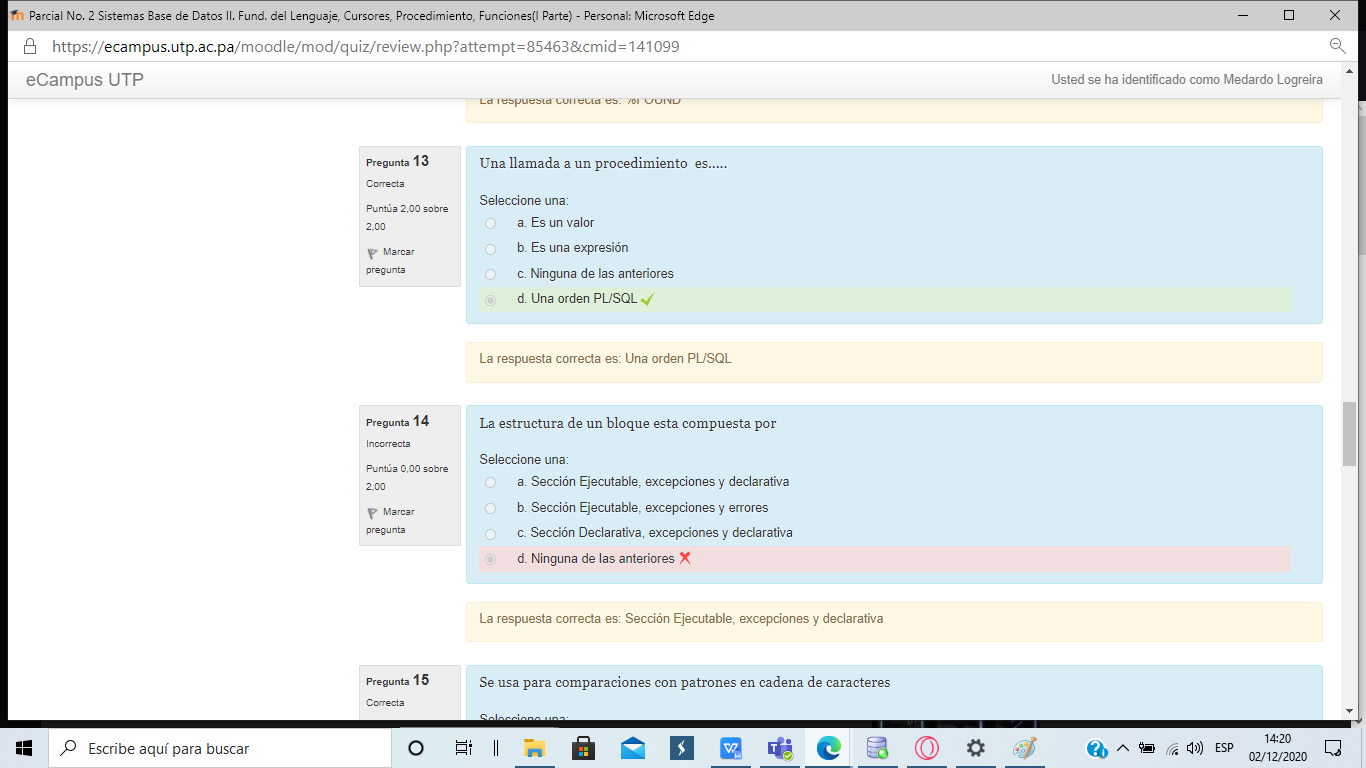 Parcial No. 2 Sistemas Base de Datos II. Fund. del Lenguaje, Cursores, Procedimiento, Funciones(I Parte) - Personal: Microsoft Edge
https://ecampus.utp.ac.pa/moodle/mod/quiz/review.php?attempt=85463&cmid=141099
eCampus UTP
Usted se ha identificado como Medardo Logreira
La respuesta correcta es: %FOUND
Pregunta 13
Correcta
Puntúa 2,00 sobre
2,00
Marcar
pregunta
Una llamada a un procedimiento  es.....
Seleccione una:
a. Es un valor
b. Es una expresión
c. Ninguna de las anteriores
d. Una orden PL/SQL
La respuesta correcta es: Una orden PL/SQL
Pregunta 14
Incorrecta
Puntúa 0,00 sobre
2,00
Marcar
pregunta
La estructura de un bloque esta compuesta por
Seleccione una:
a. Sección Ejecutable, excepciones y declarativa
b. Sección Ejecutable, excepciones y errores
c. Sección Declarativa, excepciones y declarativa
d. Ninguna de las anteriores
La respuesta correcta es: Sección Ejecutable, excepciones y declarativa
Pregunta 15
Correcta
Se usa para comparaciones con patrones en cadena de caracteres
Seleccione una:
Escribe aquí para buscar
ESP
14:20
02/12/2020